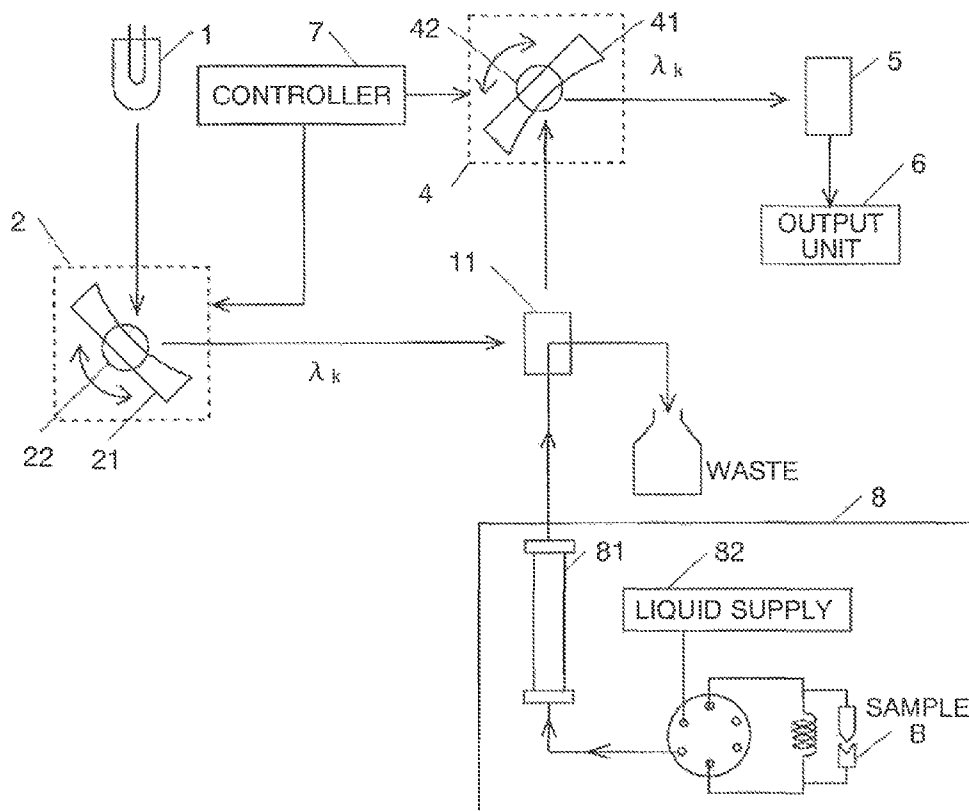 1
7
CONTROLLER
42
41
λk
5
4
6
OUTPUT
UNIT
2
11
λk
22
21
WASTE
8
81
82
LIQUID SUPPLY
SAMPLE
B